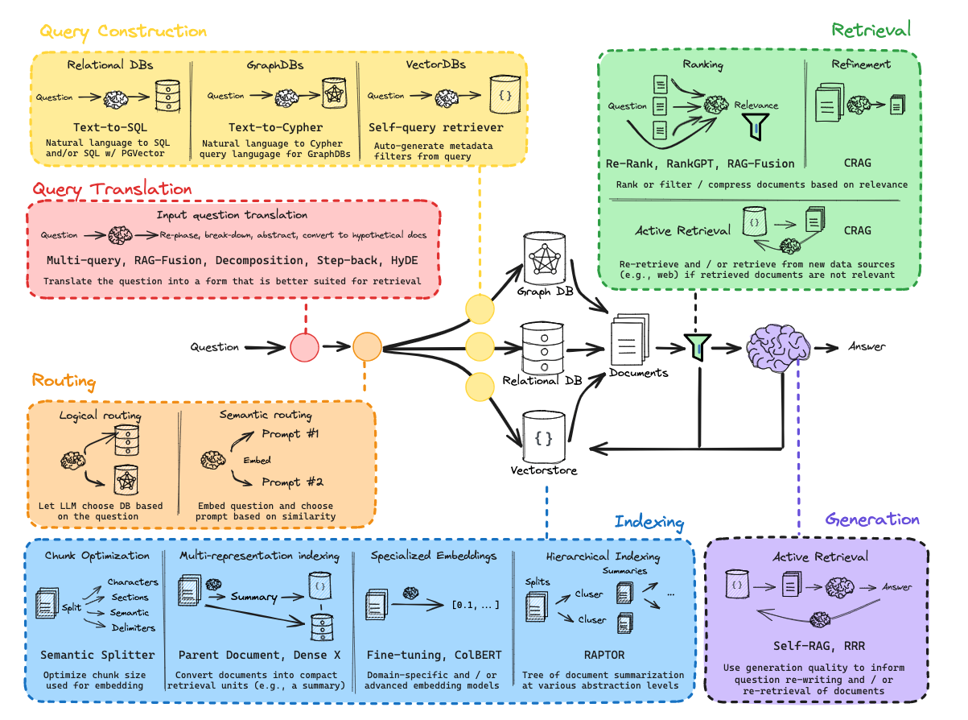 Query Construction
Relational DBs
Question
Text-to-SQL
Natural language to SQL
and/or SQL w/ PGVector
GraphDBs
Question
Text-to-Cypher
Natural language to Cypher
query langugage for GraphDBs
VectorDBs
Question
{}
Self-query retriever
Auto-generate metadata
filters from query
Retrieval
Ranking
Question
Relevance
Re-Rank, RankGPT, RAG-Fusion
Refinement
CRAG
Rank or filter / compress documents based on relevance
Active Retrieval
{}
CRAG
Re-retrieve and / or retrieve from new data sources
(e.g., web) if retrieved documents are not relevant
Query Translation
Input question translation
Question
Re-phase, break-down, abstract, convert to hypothetical docs
Multi-query, RAG-Fusion, Decomposition, Step-back, HyDE
Translate the question into a form that is better suited for retrieval
Question
Graph DB
Relational DB
{}
Vectorstore
Documents
Answer
Routing
Logical routing
Let LLM choose DB based
on the question
Semantic routing
Prompt #1
Embed
Prompt #2
Embed question and choose
prompt based on similarity
Indexing
Chunk Optimization
Split
Characters
Sections
Semantic
Delimiters
Semantic Splitter
Optimize chunk size
used for embedding
Multi-representation indexing
Summary
{}
Parent Document, Dense X
Convert documents into compact
retrieval units (e.g., a summary)
Specialized Embeddings
[0.1, ...]
Fine-tuning, ColBERT
Domain-specific and / or
advanced embedding models
Hierarchical Indexing
Summaries
Splits
Cluser
...
Cluser
RAPTOR
Tree of document summarization
at various abstraction levels
Generation
Active Retrieval
{}
Answer
Self-RAG, RRR
Use generation quality to inform
question re-writing and / or
re-retrieval of documents